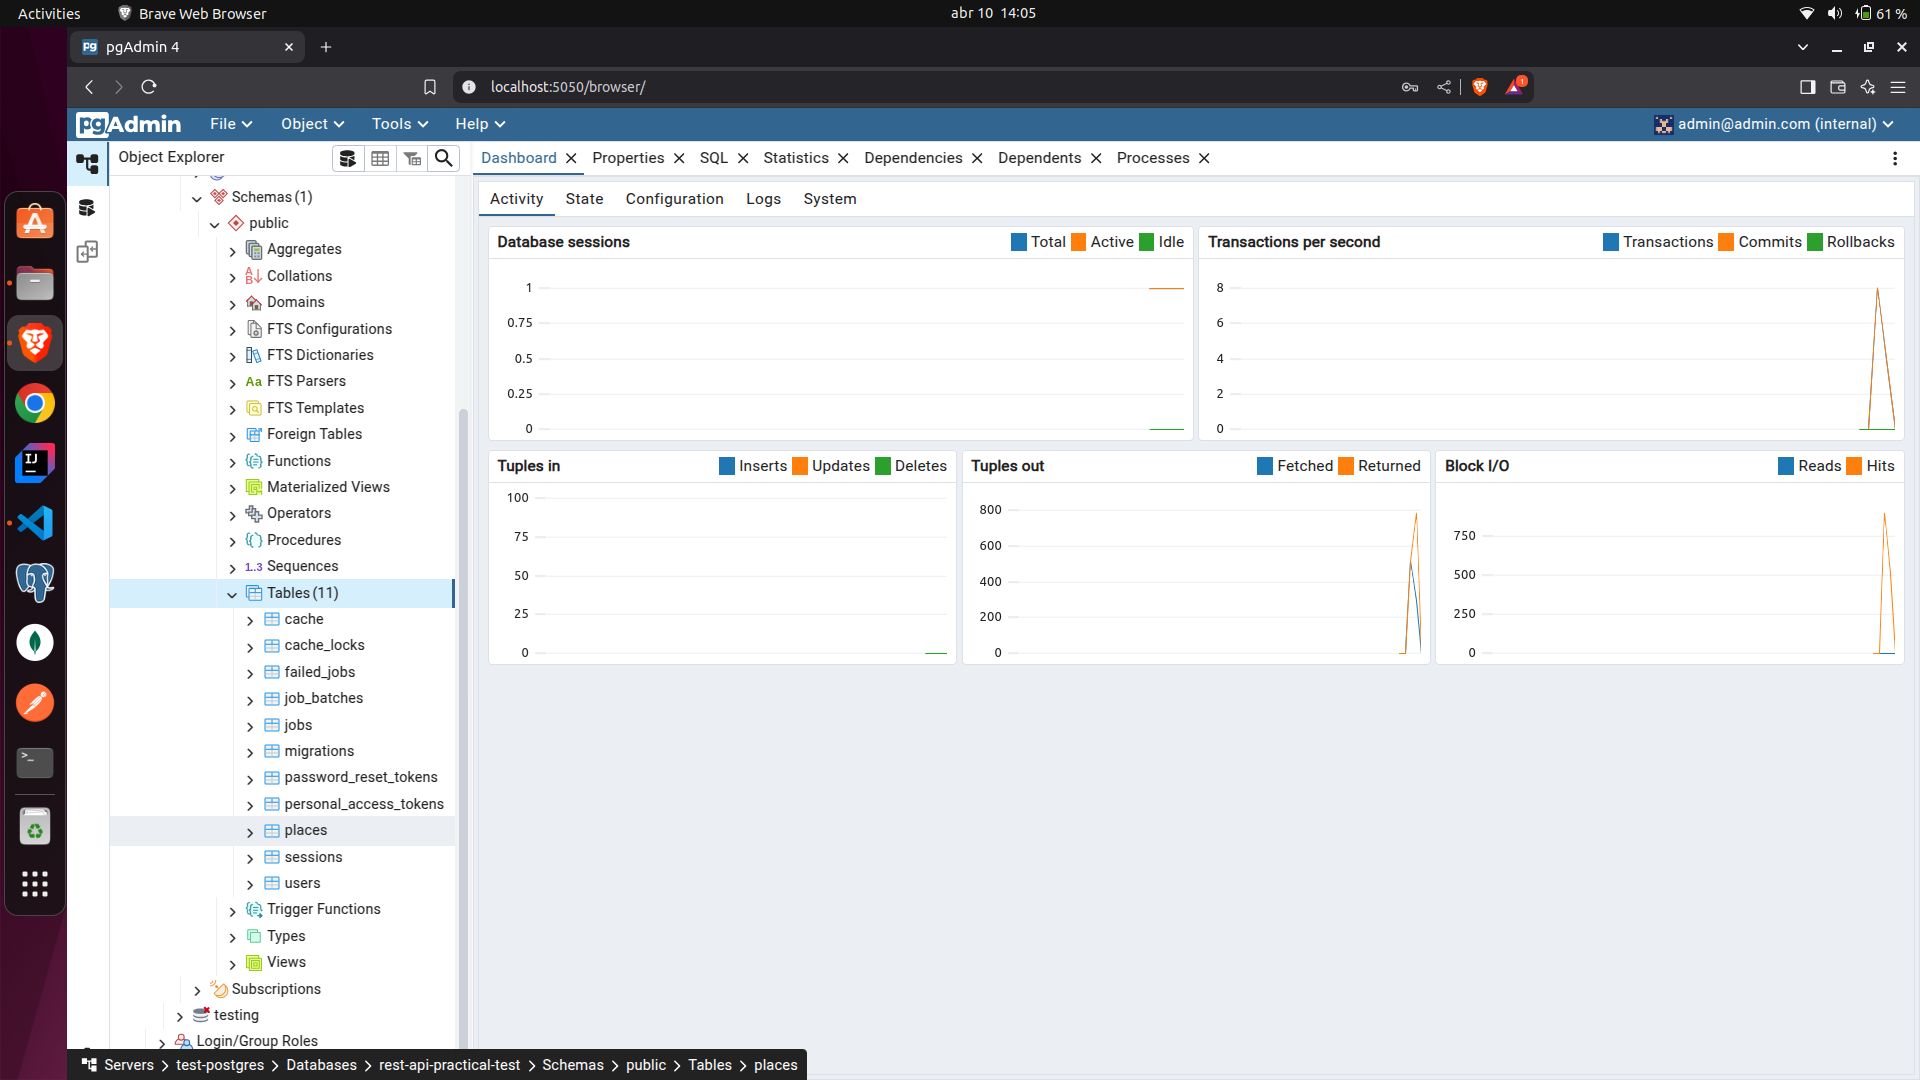 Activities Brave Web Browser abr 10 14:05 61 %
pgAdmin 4
localhost:5050/browser/ 1
pgAdmin File Object Tools Help admin@admin.com (internal)
Object Explorer
Dashboard Properties SQL Statistics Dependencies Dependents Processes
Activity State Configuration Logs System
Schemas (1)
public
Aggregates
Collations
Domains
FTS Configurations
FTS Dictionaries
Aa FTS Parsers
FTS Templates
Foreign Tables
Functions
Materialized Views
Operators
Procedures
1..3 Sequences
Tables (11)
cache
cache_locks
failed_jobs
job_batches
jobs
migrations
password_reset_tokens
personal_access_tokens
places
sessions
users
Trigger Functions
Types
Views
Subscriptions
testing
Login/Group Roles
Database sessions Total Active Idle
1
0.75
0.5
0.25
0
Transactions per second Transactions Commits Rollbacks
8
6
4
2
0
Tuples in Inserts Updates Deletes
100
75
50
25
0
Tuples out Fetched Returned
800
600
400
200
0
Block I/O Reads Hits
750
500
250
0
Servers test-postgres Databases rest-api-practical-test Schemas public Tables places